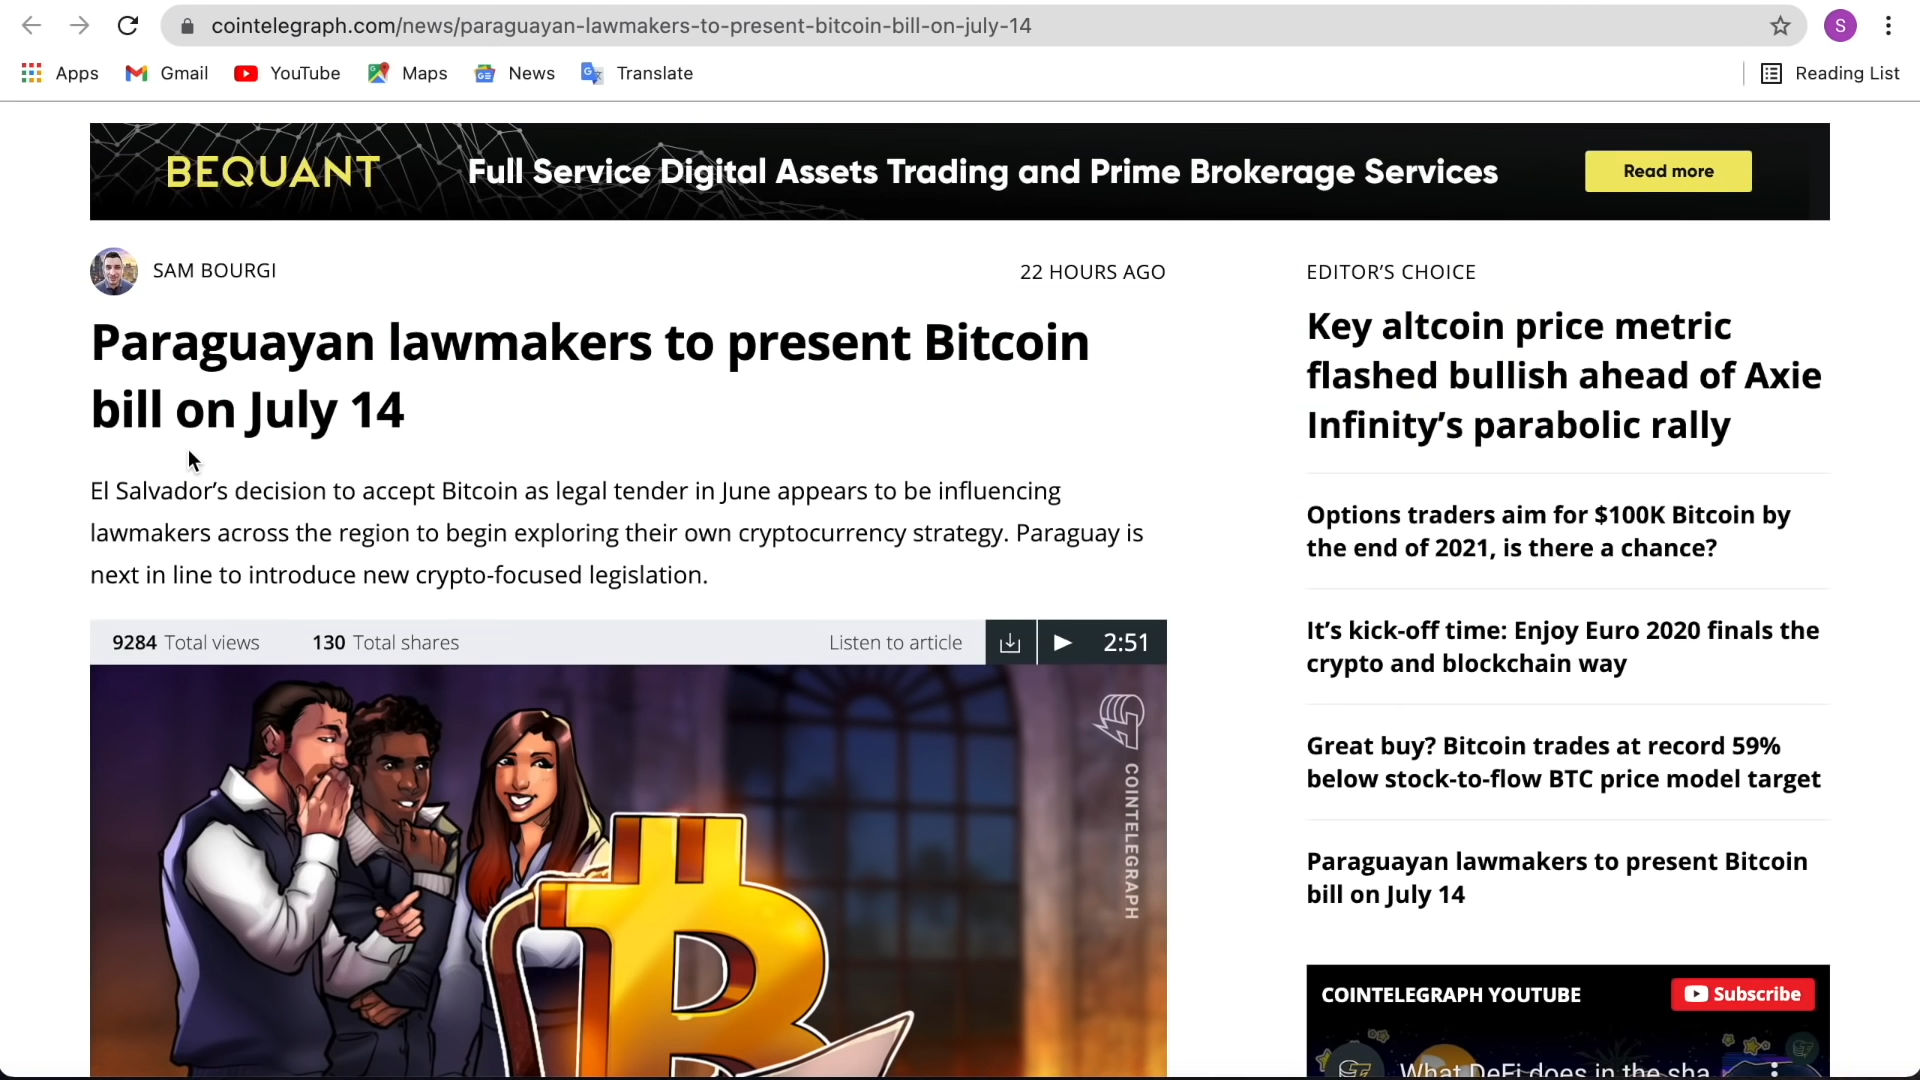 cointelegraph.com/news/paraguayan-lawmakers-to-present-bitcoin-bill-on-july-14
S
Apps
Gmail
YouTube
Maps
News
Translate
Reading List
BEQUANT
Full Service Digital Assets Trading and Prime Brokerage Services
Read more
SAM BOURGI
22 HOURS AGO
Paraguayan lawmakers to present Bitcoin
bill on July 14
El Salvador’s decision to accept Bitcoin as legal tender in June appears to be influencing
lawmakers across the region to begin exploring their own cryptocurrency strategy. Paraguay is
next in line to introduce new crypto-focused legislation.
9284 Total views
130 Total shares
Listen to article
2:51
COINTELEGRAPH
EDITOR’S CHOICE
Key altcoin price metric
flashed bullish ahead of Axie
Infinity’s parabolic rally
Options traders aim for $100K Bitcoin by
the end of 2021, is there a chance?
It’s kick-off time: Enjoy Euro 2020 finals the
crypto and blockchain way
Great buy? Bitcoin trades at record 59%
below stock-to-flow BTC price model target
Paraguayan lawmakers to present Bitcoin
bill on July 14
COINTELEGRAPH YOUTUBE
Subscribe
What DeFi does in the sha